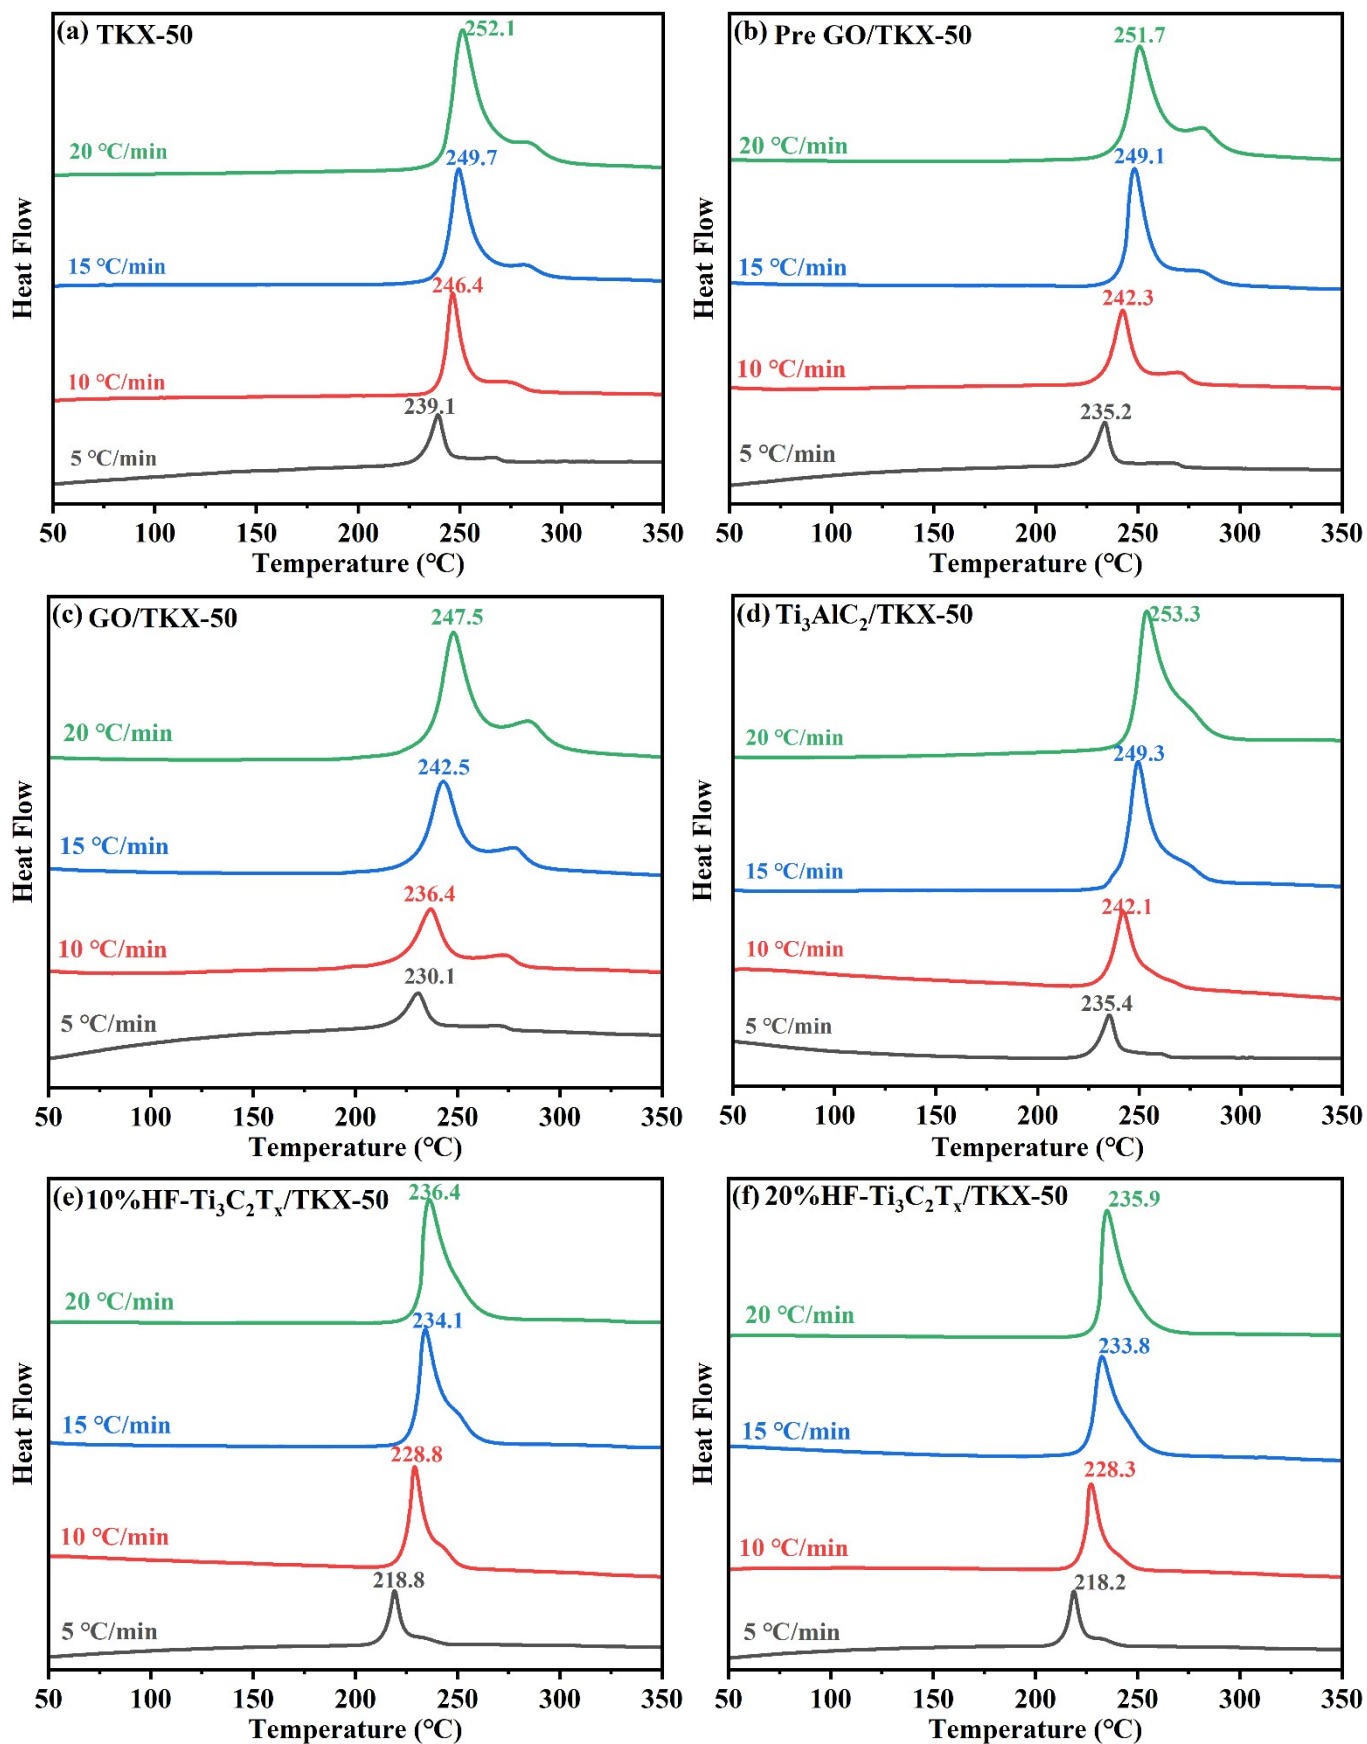 (a) TKX-50
252.1
20 °C/min
249.7
15 °C/min
246.4
10 °C/min
239.1
5 °C/min
Heat Flow
50 100 150 200 250 300 350
Temperature (°C)
(b) Pre GO/TKX-50
251.7
20 °C/min
249.1
15 °C/min
242.3
10 °C/min
235.2
5 °C/min
Heat Flow
50 100 150 200 250 300 350
Temperature (°C)
(c) GO/TKX-50
247.5
20 °C/min
242.5
15 °C/min
236.4
10 °C/min
230.1
5 °C/min
Heat Flow
50 100 150 200 250 300 350
Temperature (°C)
(d) Ti₃AlC₂/TKX-50
253.3
20 °C/min
249.3
15 °C/min
242.1
10 °C/min
235.4
5 °C/min
Heat Flow
50 100 150 200 250 300 350
Temperature (°C)
(e) 10%HF-Ti₃C₂Tₓ/TKX-50
236.4
20 °C/min
234.1
15 °C/min
228.8
10 °C/min
218.8
5 °C/min
Heat Flow
50 100 150 200 250 300 350
Temperature (°C)
(f) 20%HF-Ti₃C₂Tₓ/TKX-50
235.9
20 °C/min
233.8
15 °C/min
228.3
10 °C/min
218.2
5 °C/min
Heat Flow
50 100 150 200 250 300 350
Temperature (°C)